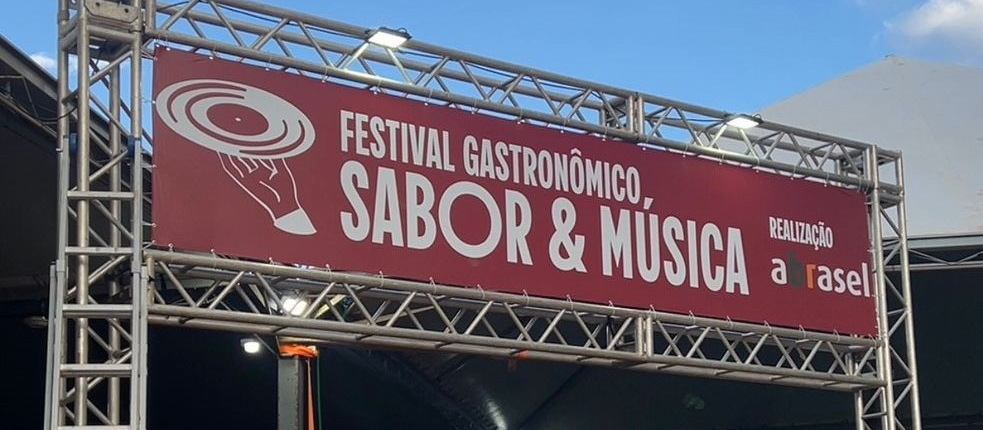 FESTIVAL GASTRONÔMICO
SABOR & MÚSICA
REALIZAÇÃO
abrasel